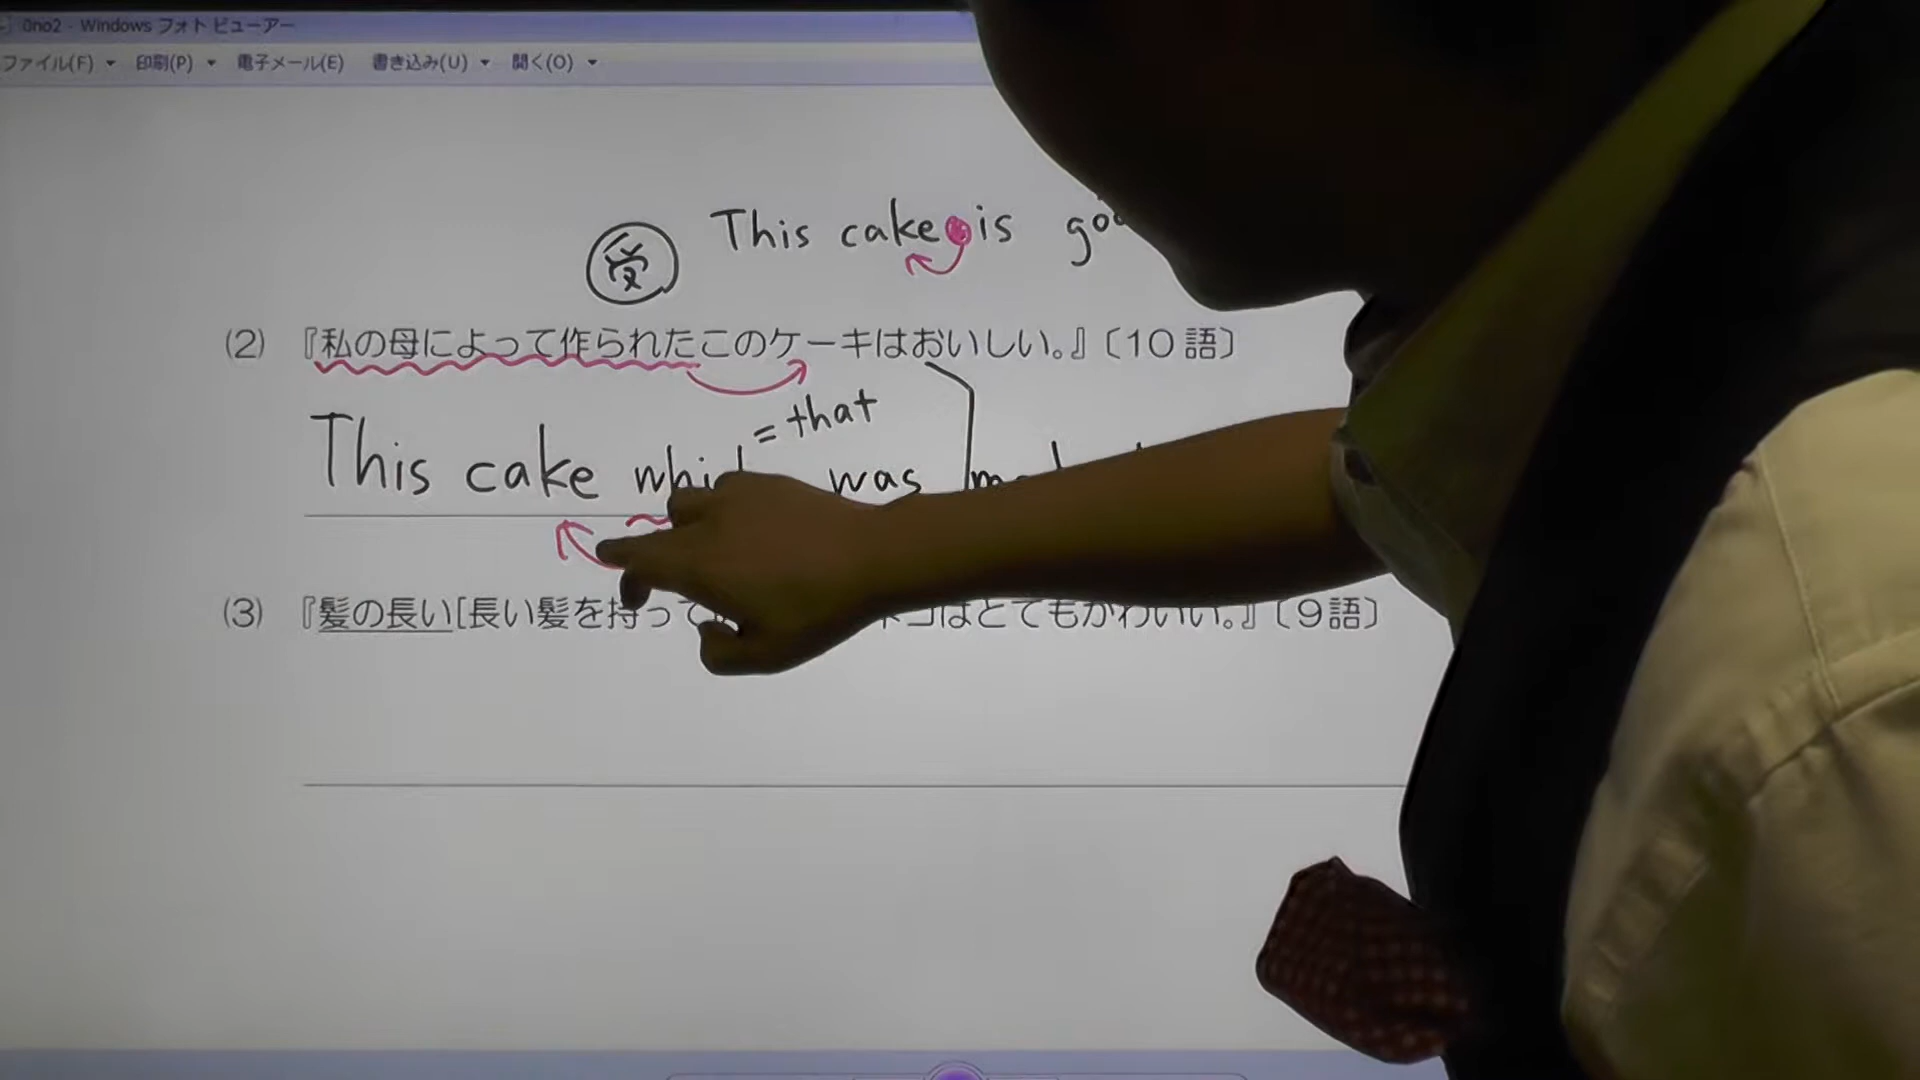 0no2 - Windows フォト ビューアー
ファイル(F) 印刷(P) 電子メール(E) 書き込み(U) 開く(O)
This cake is
受
(2) 『私の母によって作られたこのケーキはおいしい。』〔10 語〕
= that
This cake was
(3) 『髪の長い[長い髪を持って コはとてもかわいい。』〔9語〕